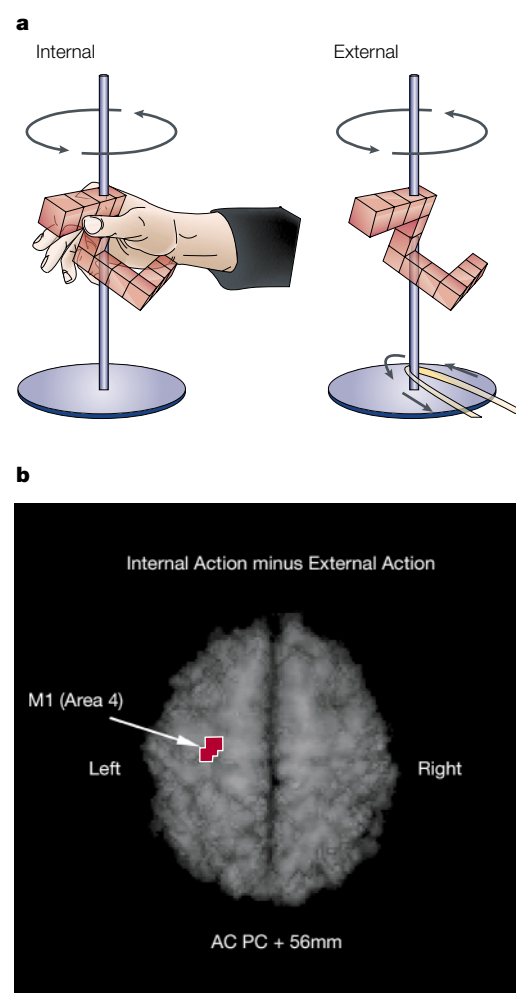 a
Internal
External
b
Internal Action minus External Action
M1 (Area 4)
Left
Right
AC PC + 56mm